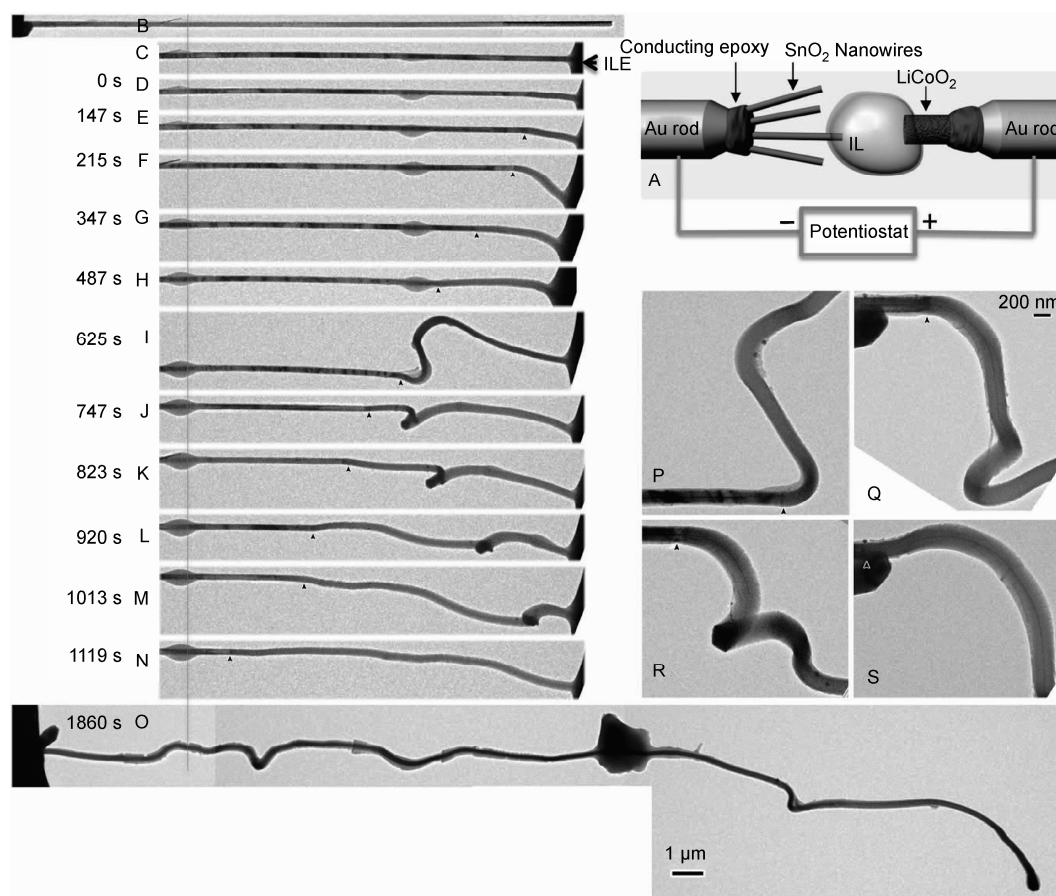 B
C
ILE
0 s D
147 s E
215 s F
347 s G
487 s H
625 s I
747 s J
823 s K
920 s L
1013 s M
1119 s N
1860 s O
1 µm
Conducting epoxy
SnO₂ Nanowires
LiCoO₂
Au rod
IL
Au rod
A
−
+
Potentiostat
P
Q
200 nm
R
S